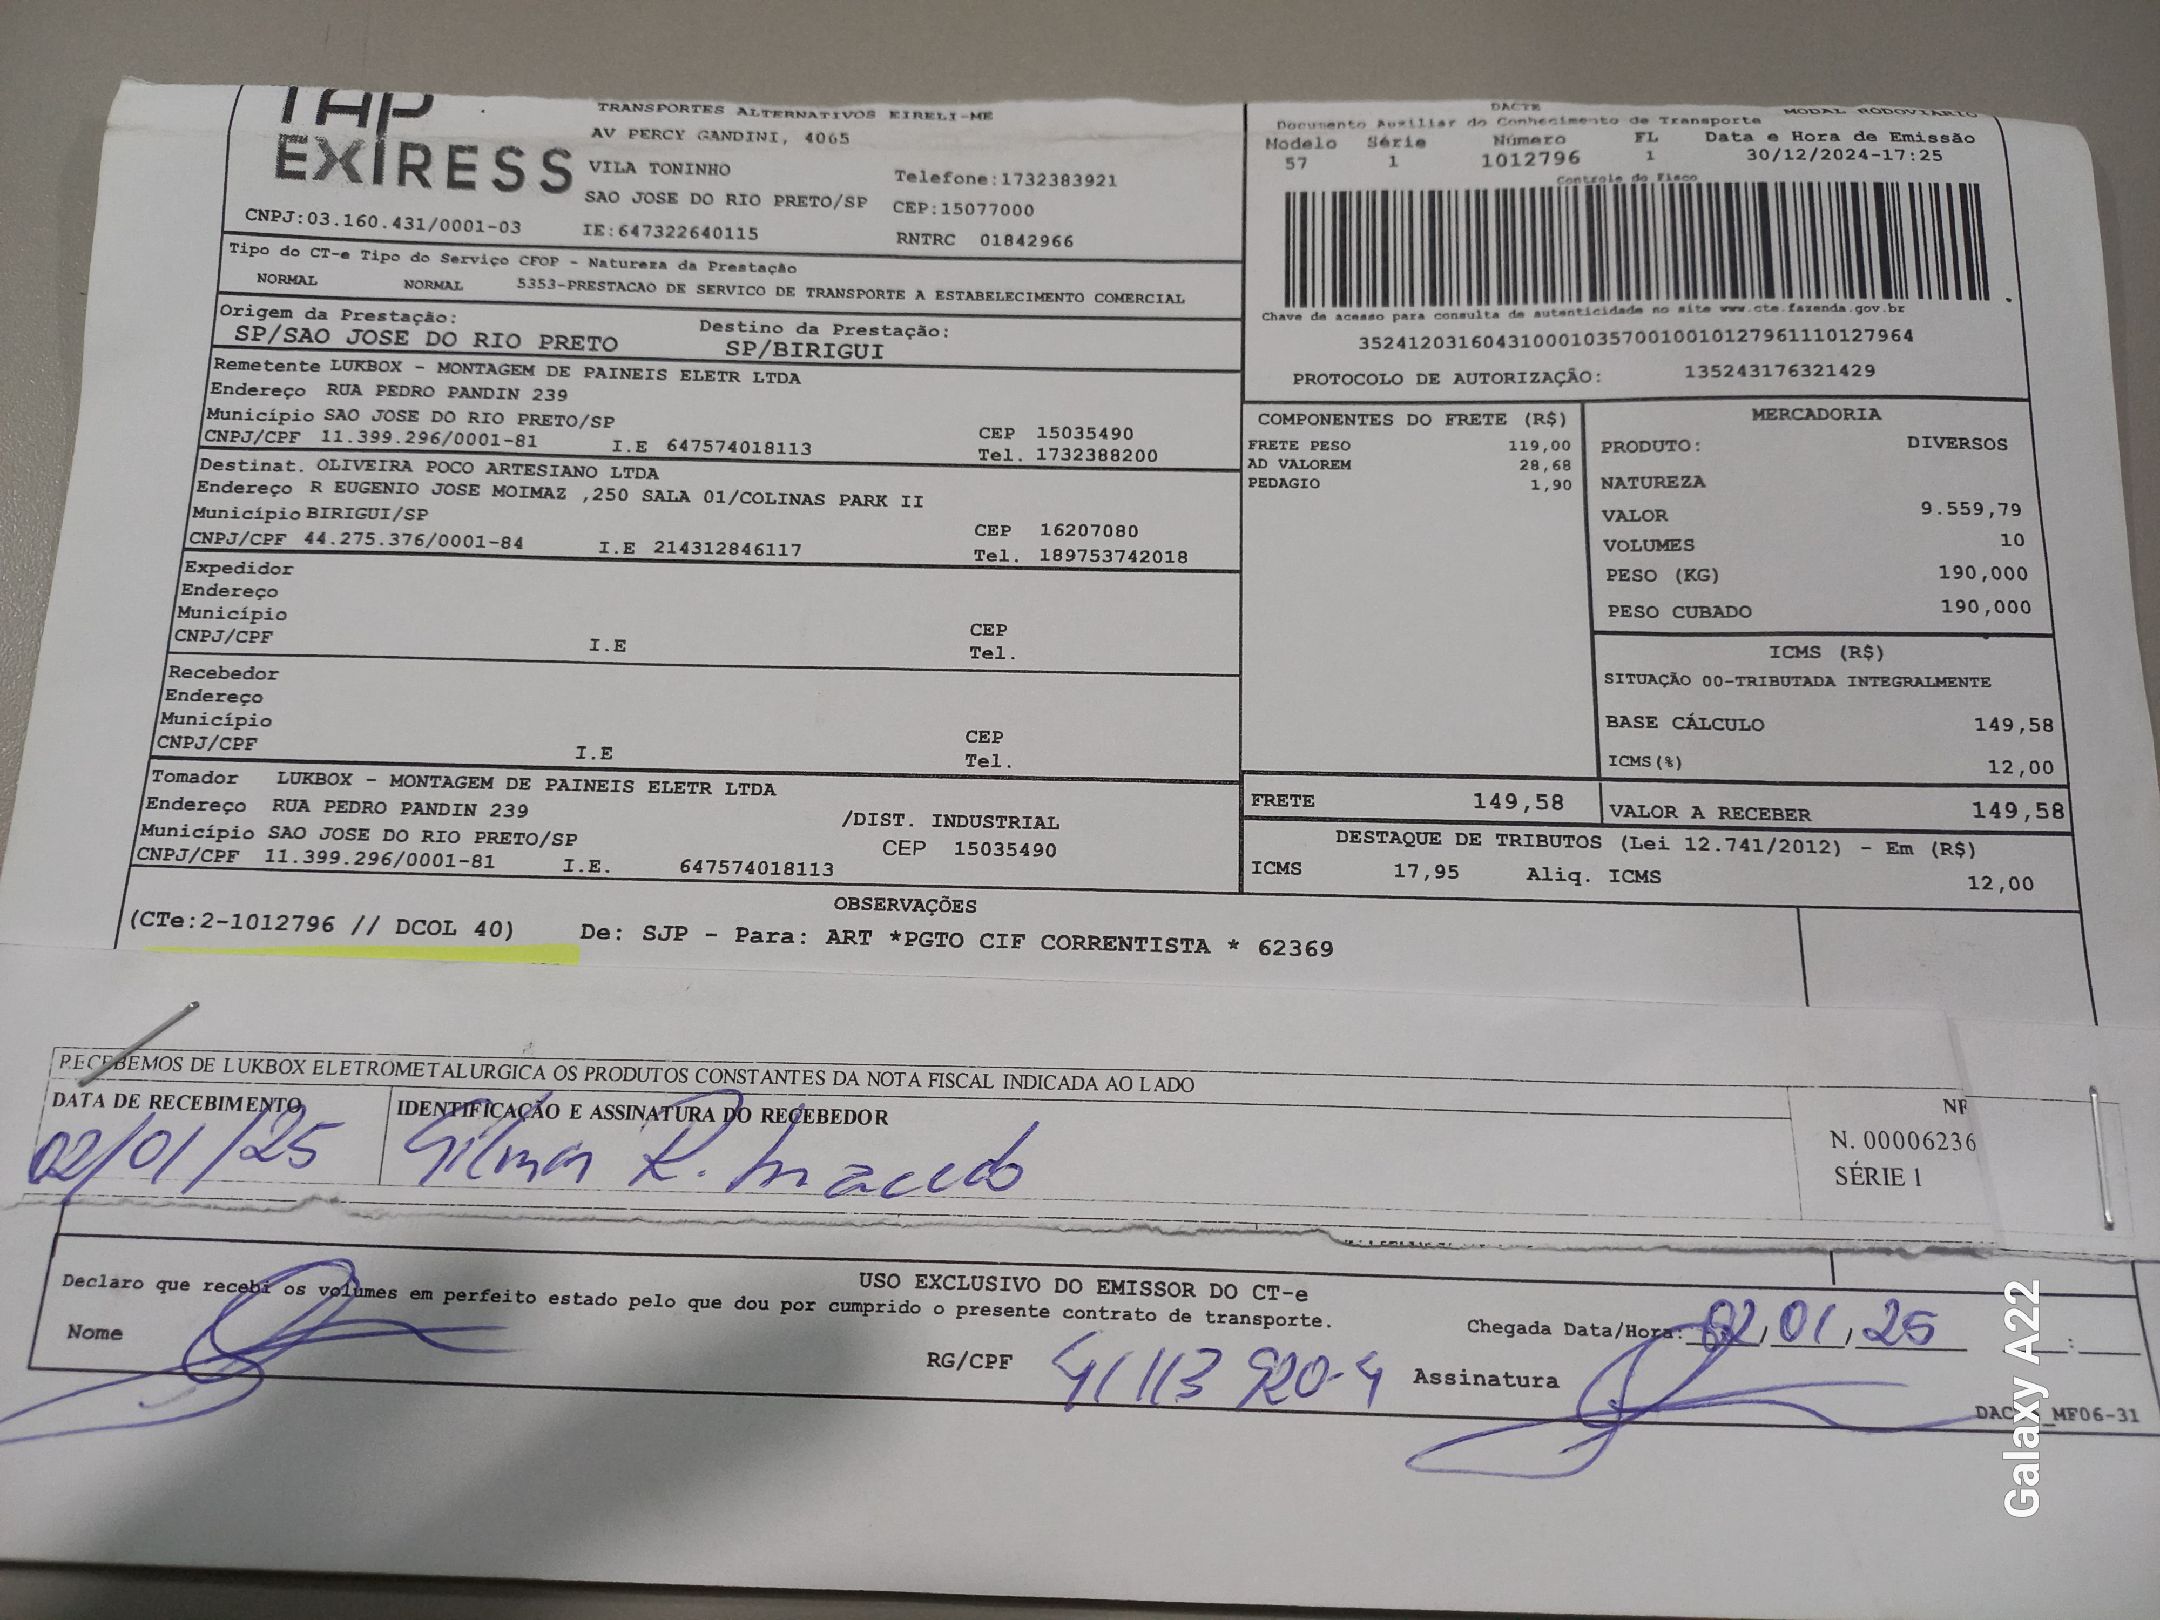 TAP
EXPRESS
TRANSPORTES ALTERNATIVOS EIRELI-ME
AV PERCY GANDINI, 4065
VILA TONINHO Telefone:1732383921
SAO JOSE DO RIO PRETO/SP CEP:15077000
CNPJ:03.160.431/0001-03 IE:647322640115 RNTRC 01842966
DACTE MODAL RODOVIÁRIO
Documento Auxiliar do Conhecimento de Transporte
Modelo Série Número FL Data e Hora de Emissão
57 1 1012796 1 30/12/2024-17:25
Controle do Fisco
Chave de acesso para consulta de autenticidade no site www.cte.fazenda.gov.br
35241203160431000103570010010127961110127964
PROTOCOLO DE AUTORIZAÇÃO: 135243176321429
Tipo do CT-e Tipo do Serviço CFOP - Natureza da Prestação
NORMAL NORMAL 5353-PRESTACAO DE SERVICO DE TRANSPORTE A ESTABELECIMENTO COMERCIAL
Origem da Prestação: Destino da Prestação:
SP/SAO JOSE DO RIO PRETO SP/BIRIGUI
Remetente LUKBOX - MONTAGEM DE PAINEIS ELETR LTDA
Endereço RUA PEDRO PANDIN 239
Município SAO JOSE DO RIO PRETO/SP CEP 15035490
CNPJ/CPF 11.399.296/0001-81 I.E 647574018113 Tel. 1732388200
Destinat. OLIVEIRA POCO ARTESIANO LTDA
Endereço R EUGENIO JOSE MOIMAZ ,250 SALA 01/COLINAS PARK II
Município BIRIGUI/SP CEP 16207080
CNPJ/CPF 44.275.376/0001-84 I.E 214312846117 Tel. 189753742018
Expedidor
Endereço
Município CEP
CNPJ/CPF I.E Tel.
Recebedor
Endereço
Município CEP
CNPJ/CPF I.E Tel.
Tomador LUKBOX - MONTAGEM DE PAINEIS ELETR LTDA
Endereço RUA PEDRO PANDIN 239 /DIST. INDUSTRIAL
Município SAO JOSE DO RIO PRETO/SP CEP 15035490
CNPJ/CPF 11.399.296/0001-81 I.E. 647574018113
COMPONENTES DO FRETE (R$)
FRETE PESO 119,00
AD VALOREM 28,68
PEDAGIO 1,90
MERCADORIA
PRODUTO: DIVERSOS
NATUREZA
VALOR 9.559,79
VOLUMES 10
PESO (KG) 190,000
PESO CUBADO 190,000
ICMS (R$)
SITUAÇÃO 00-TRIBUTADA INTEGRALMENTE
BASE CÁLCULO 149,58
ICMS(%) 12,00
FRETE 149,58 VALOR A RECEBER 149,58
DESTAQUE DE TRIBUTOS (Lei 12.741/2012) - Em (R$)
ICMS 17,95 Aliq. ICMS 12,00
OBSERVAÇÕES
(CTe:2-1012796 // DCOL 40) De: SJP - Para: ART *PGTO CIF CORRENTISTA * 62369
RECEBEMOS DE LUKBOX ELETROMETALURGICA OS PRODUTOS CONSTANTES DA NOTA FISCAL INDICADA AO LADO
DATA DE RECEBIMENTO IDENTIFICAÇÃO E ASSINATURA DO RECEBEDOR NF
02/01/25 Gilmar R. Macedo N. 00006236
SÉRIE 1
USO EXCLUSIVO DO EMISSOR DO CT-e
Declaro que recebi os volumes em perfeito estado pelo que dou por cumprido o presente contrato de transporte.
Chegada Data/Hora: 02/01/25 :
Nome RG/CPF 41113920-4 Assinatura
MF06-31
Galaxy A22